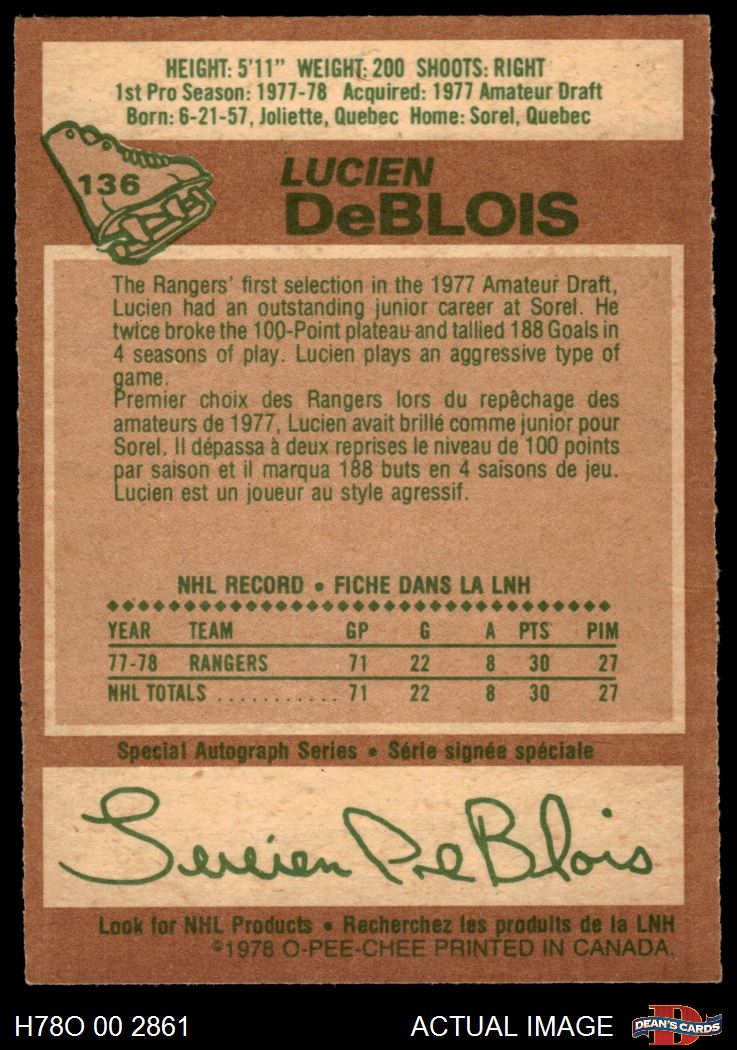 HEIGHT: 5'11" WEIGHT: 200 SHOOTS: RIGHT
1st Pro Season: 1977-78 Acquired: 1977 Amateur Draft
Born: 6-21-57, Joliette, Quebec Home: Sorel, Quebec
136
LUCIEN
DeBLOIS
The Rangers' first selection in the 1977 Amateur Draft,
Lucien had an outstanding junior career at Sorel. He
twice broke the 100-Point plateau and tallied 188 Goals in
4 seasons of play. Lucien plays an aggressive type of
game.
Premier choix des Rangers lors du repêchage des
amateurs de 1977, Lucien avait brillé comme junior pour
Sorel. Il dépassa à deux reprises le niveau de 100 points
par saison et il marqua 188 buts en 4 saisons de jeu.
Lucien est un joueur au style agressif.
NHL RECORD • FICHE DANS LA LNH
YEAR TEAM GP G A PTS PIM
77-78 RANGERS 71 22 8 30 27
NHL TOTALS ........... 71 22 8 30 27
Special Autograph Series • Série signée spéciale
Lucien DeBlois
Look for NHL Products • Recherchez les produits de la LNH
©1978 O-PEE-CHEE PRINTED IN CANADA.
H78O 00 2861 ACTUAL IMAGE DEAN'S CARDS